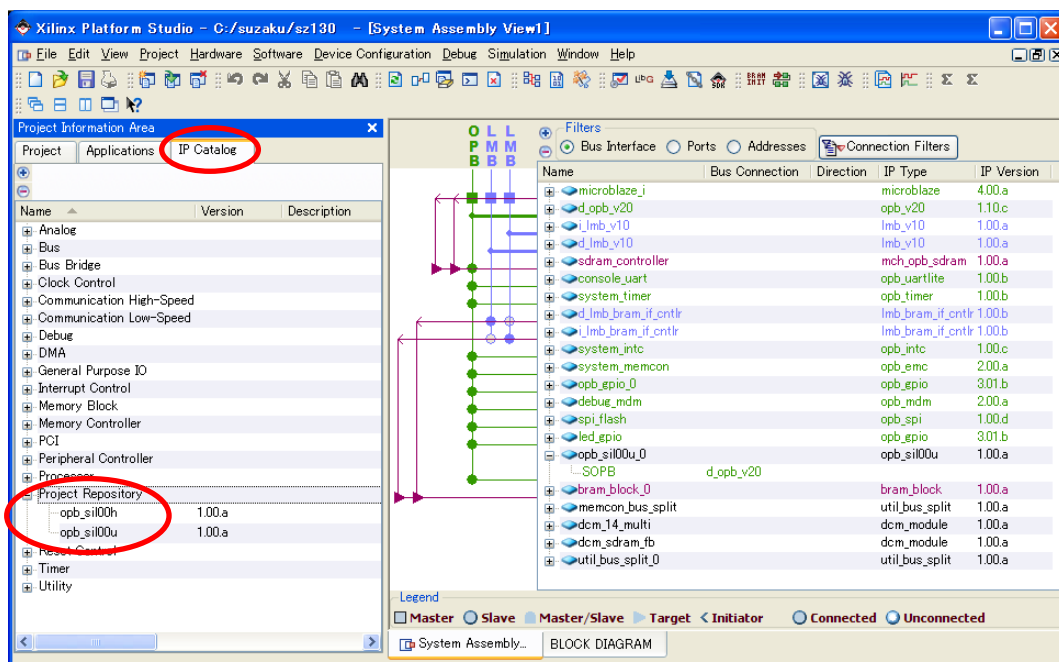 Xilinx Platform Studio - C:/suzaku/sz130 - [System Assembly View1]
File Edit View Project Hardware Software Device Configuration Debug Simulation Window Help
Project Information Area
Project Applications IP Catalog
Name Version Description
Analog
Bus
Bus Bridge
Clock Control
Communication High-Speed
Communication Low-Speed
Debug
DMA
General Purpose IO
Interrupt Control
Memory Block
Memory Controller
PCI
Peripheral Controller
Processor
Project Repository
opb_sil00h 1.00.a
opb_sil00u 1.00.a
Reset Control
Timer
Utility
OPB LMB LMB
Filters
Bus Interface Ports Addresses Connection Filters
Name Bus Connection Direction IP Type IP Version
microblaze_i microblaze 4.00.a
d_opb_v20 opb_v20 1.10.c
i_lmb_v10 lmb_v10 1.00.a
d_lmb_v10 lmb_v10 1.00.a
sdram_controller mch_opb_sdram 1.00.a
console_uart opb_uartlite 1.00.b
system_timer opb_timer 1.00.b
d_lmb_bram_if_cntlr lmb_bram_if_cntlr 1.00.b
i_lmb_bram_if_cntlr lmb_bram_if_cntlr 1.00.b
system_intc opb_intc 1.00.c
system_memcon opb_emc 2.00.a
opb_gpio_0 opb_gpio 3.01.b
debug_mdm opb_mdm 2.00.a
spi_flash opb_spi 1.00.d
led_gpio opb_gpio 3.01.b
opb_sil00u_0 opb_sil00u 1.00.a
SOPB d_opb_v20
bram_block_0 bram_block 1.00.a
memcon_bus_split util_bus_split 1.00.a
dcm_14_multi dcm_module 1.00.a
dcm_sdram_fb dcm_module 1.00.a
util_bus_split_0 util_bus_split 1.00.a
Legend
Master Slave Master/Slave Target Initiator Connected Unconnected
System Assembly... BLOCK DIAGRAM